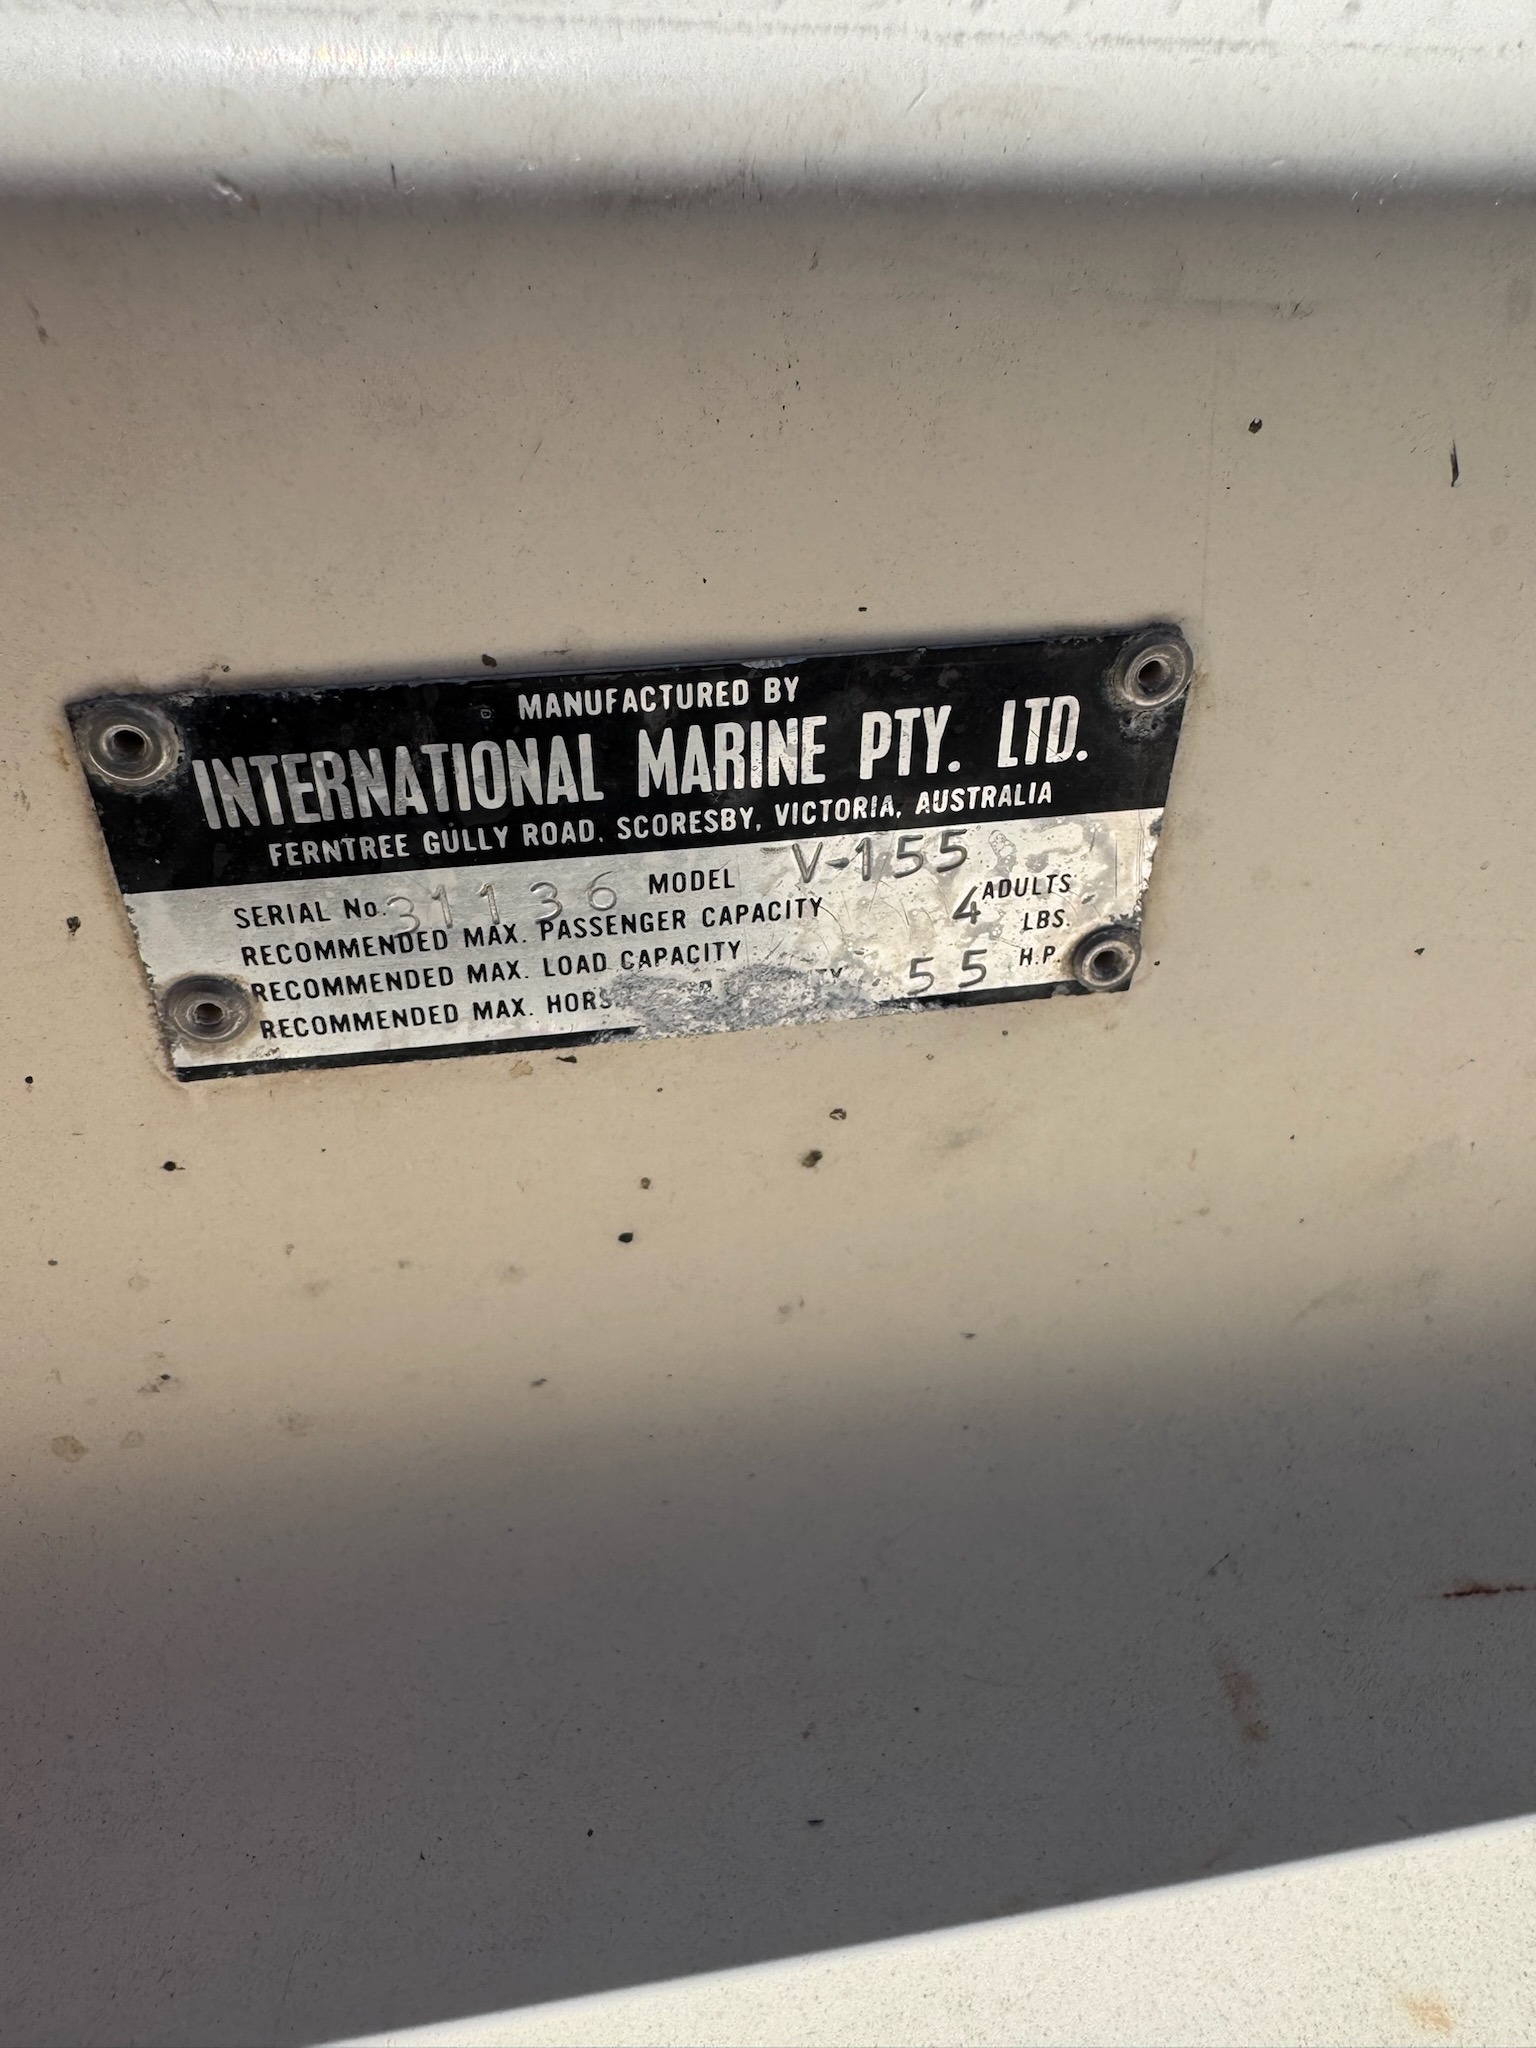 MANUFACTURED BY
INTERNATIONAL MARINE PTY. LTD.
FERNTREE GULLY ROAD, SCORESBY, VICTORIA, AUSTRALIA
SERIAL No. 31136 MODEL V-155
RECOMMENDED MAX. PASSENGER CAPACITY 4 ADULTS
RECOMMENDED MAX. LOAD CAPACITY LBS.
RECOMMENDED MAX. 55 H.P.